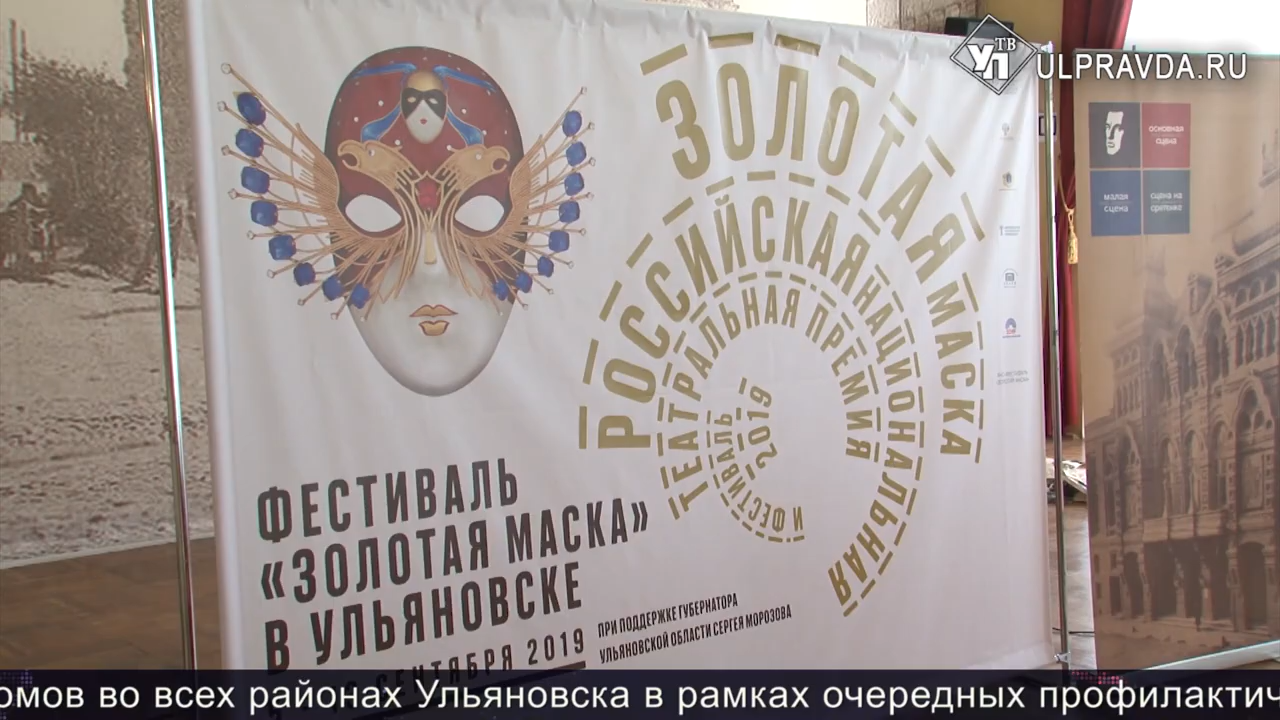 УП
ТВ
ULPRAVDA.RU
ЗОЛОТАЯ МАСКА
РОССИЙСКАЯ НАЦИОНАЛЬНАЯ
ТЕАТРАЛЬНАЯ ПРЕМИЯ
И ФЕСТИВАЛЬ
2019
ФЕСТИВАЛЬ
«ЗОЛОТАЯ МАСКА»
В УЛЬЯНОВСКЕ
СЕНТЯБРЯ 2019
ПРИ ПОДДЕРЖКЕ ГУБЕРНАТОРА
УЛЬЯНОВСКОЙ ОБЛАСТИ СЕРГЕЯ МОРОЗОВА
основная
сцена
малая
сцена
сцена на
сретенке
омов во всех районах Ульяновска в рамках очередных профилактич